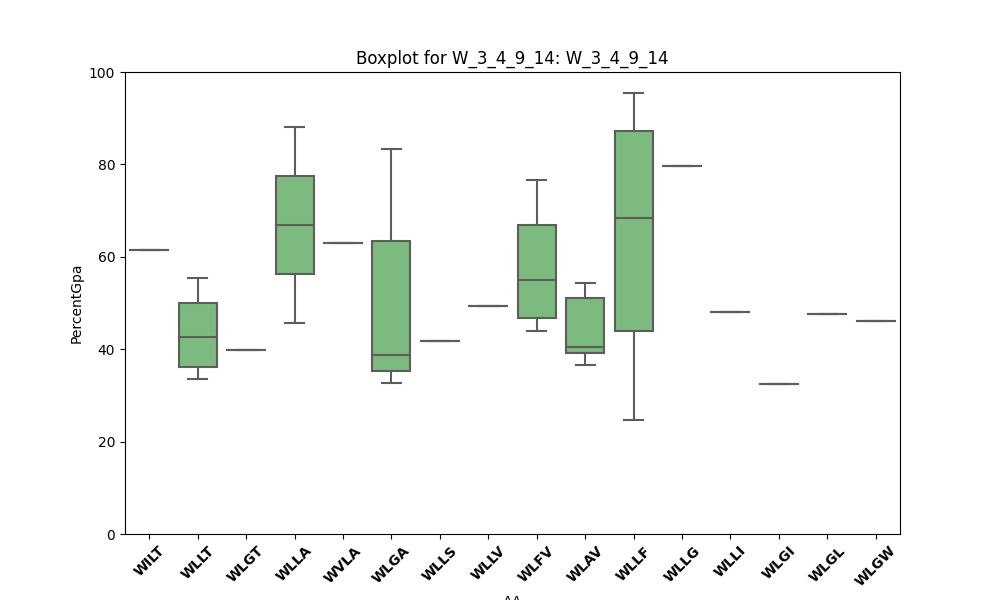 Boxplot for W_3_4_9_14: W_3_4_9_14
100
80
60
40
20
0
PercentGpa
WILT
WLLT
WLGT
WLLA
WVLA
WLGA
WLLS
WLLV
WLFV
WLAV
WLLF
WLLG
WLLI
WLGI
WLGL
WLGW